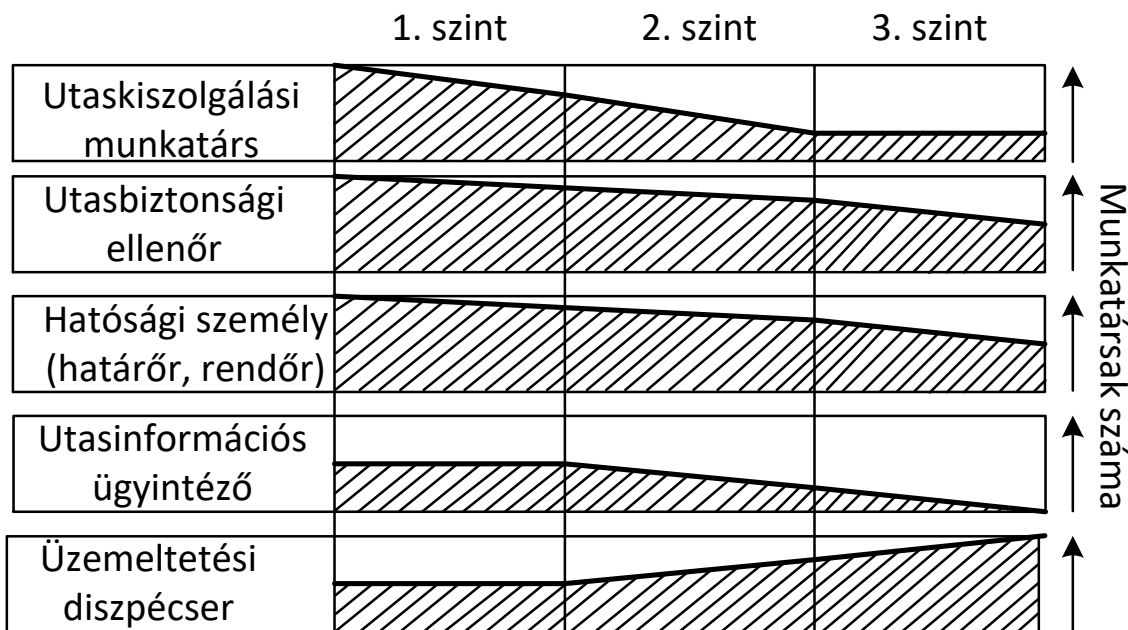 1. szint 2. szint 3. szint
Utaskiszolgálási
munkatárs
Utasbiztonsági
ellenőr
Hatósági személy
(határőr, rendőr)
Utasinformációs
ügyintéző
Üzemeltetési
diszpécser
Munkatársak száma